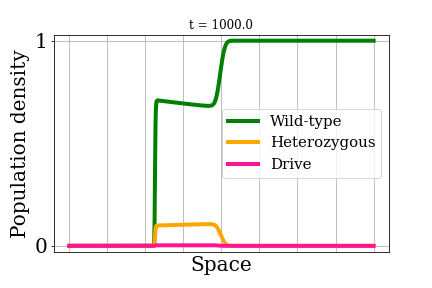 t = 1000.0
Population density
1
0
Wild-type
Heterozygous
Drive
Space